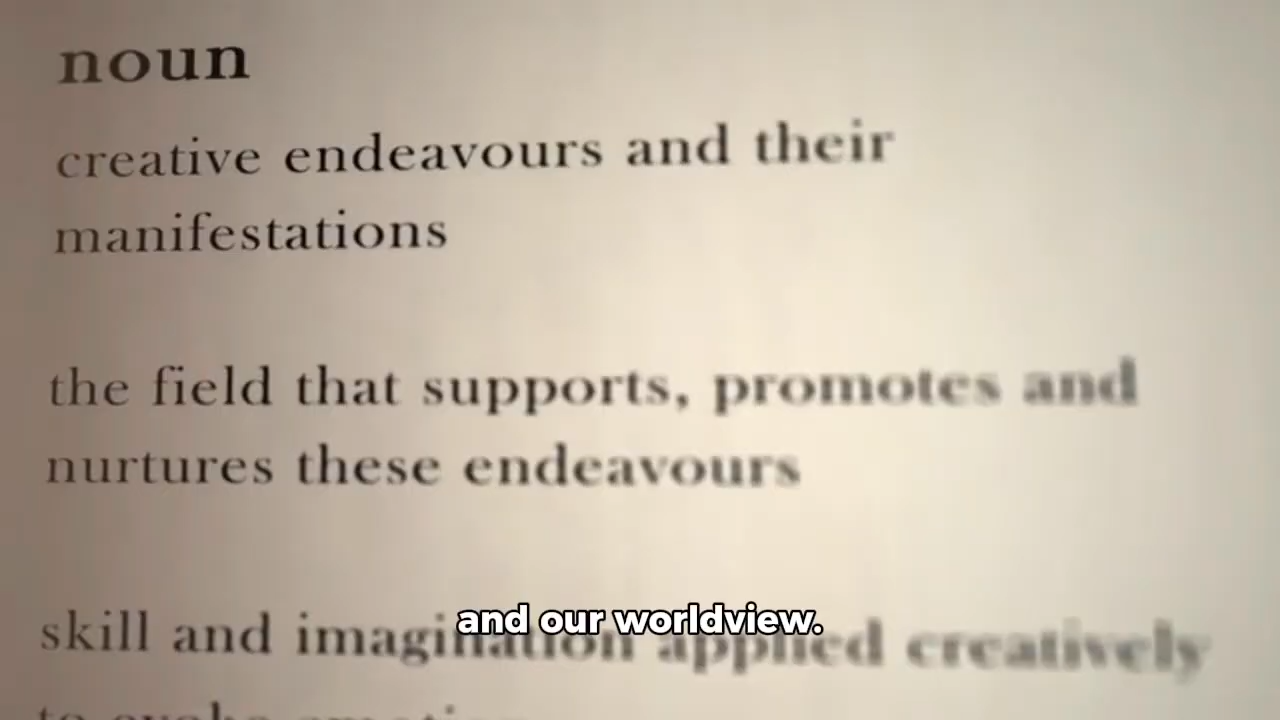 noun
creative endeavours and their
manifestations
the field that supports, promotes and
nurtures these endeavours
skill and imagination applied creatively
and our worldview.